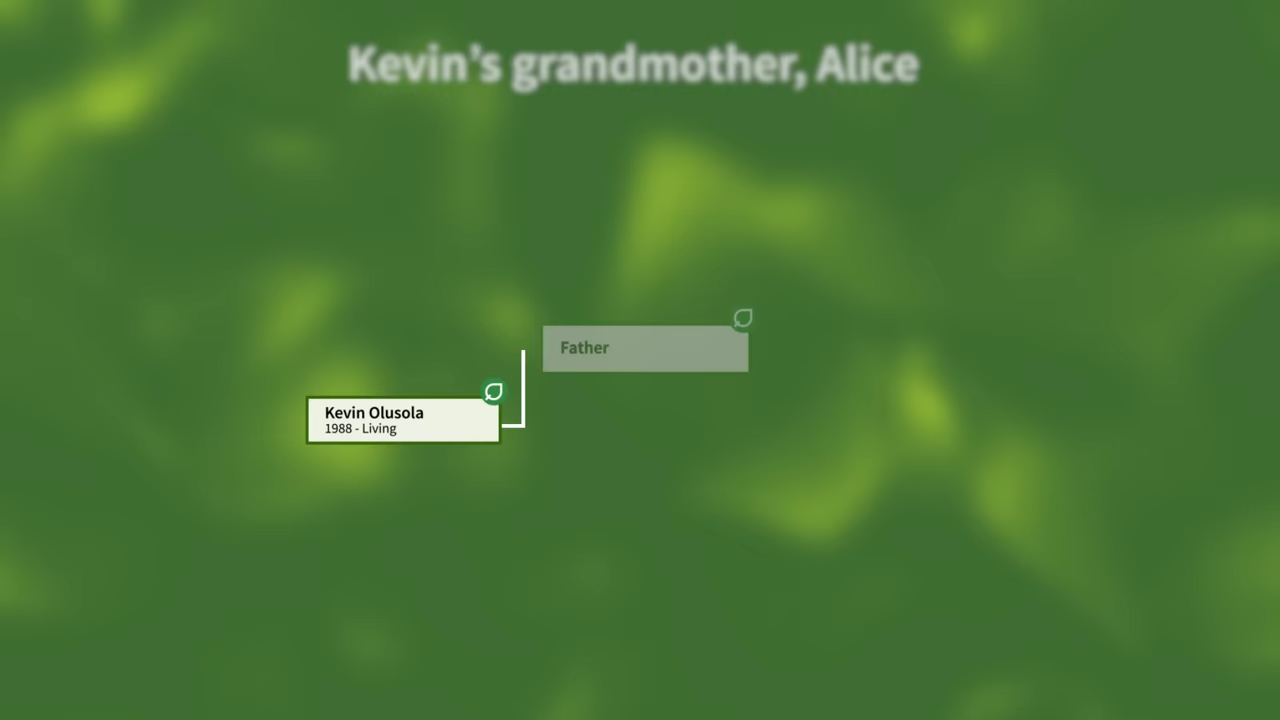 Kevin’s grandmother, Alice
Father
Kevin Olusola
1988 - Living